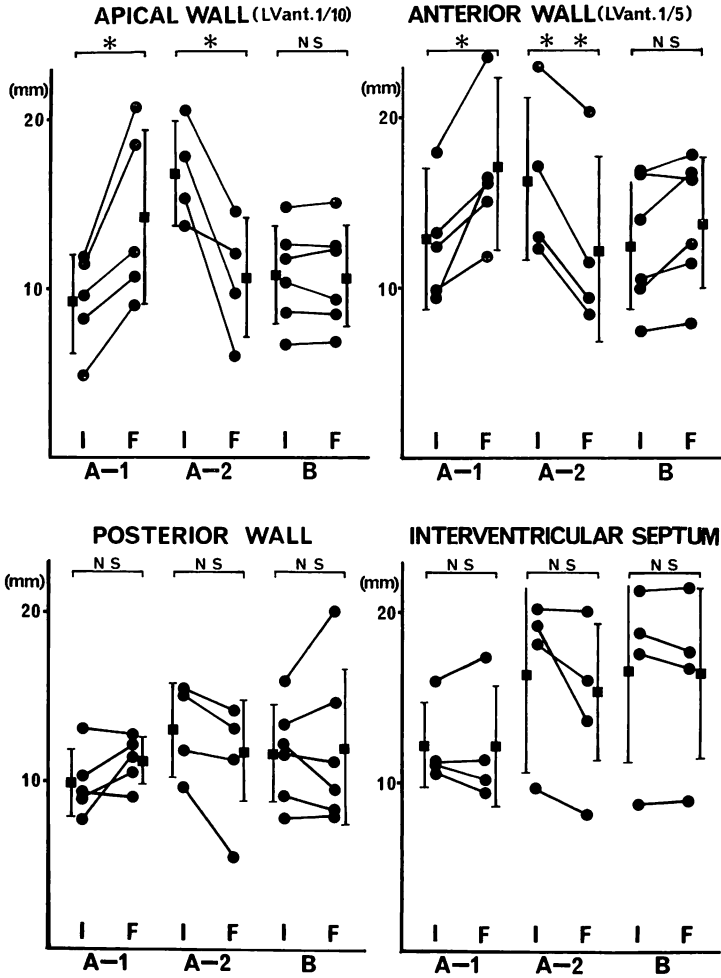 APICAL WALL (LVant.1/10)
* * NS
(mm)
20
10
I F I F I F
A-1 A-2 B
ANTERIOR WALL (LVant.1/5)
* * * NS
(mm)
20
10
I F I F I F
A-1 A-2 B
POSTERIOR WALL
NS NS NS
(mm)
20
10
I F I F I F
A-1 A-2 B
INTERVENTRICULAR SEPTUM
NS NS NS
(mm)
20
10
I F I F I F
A-1 A-2 B